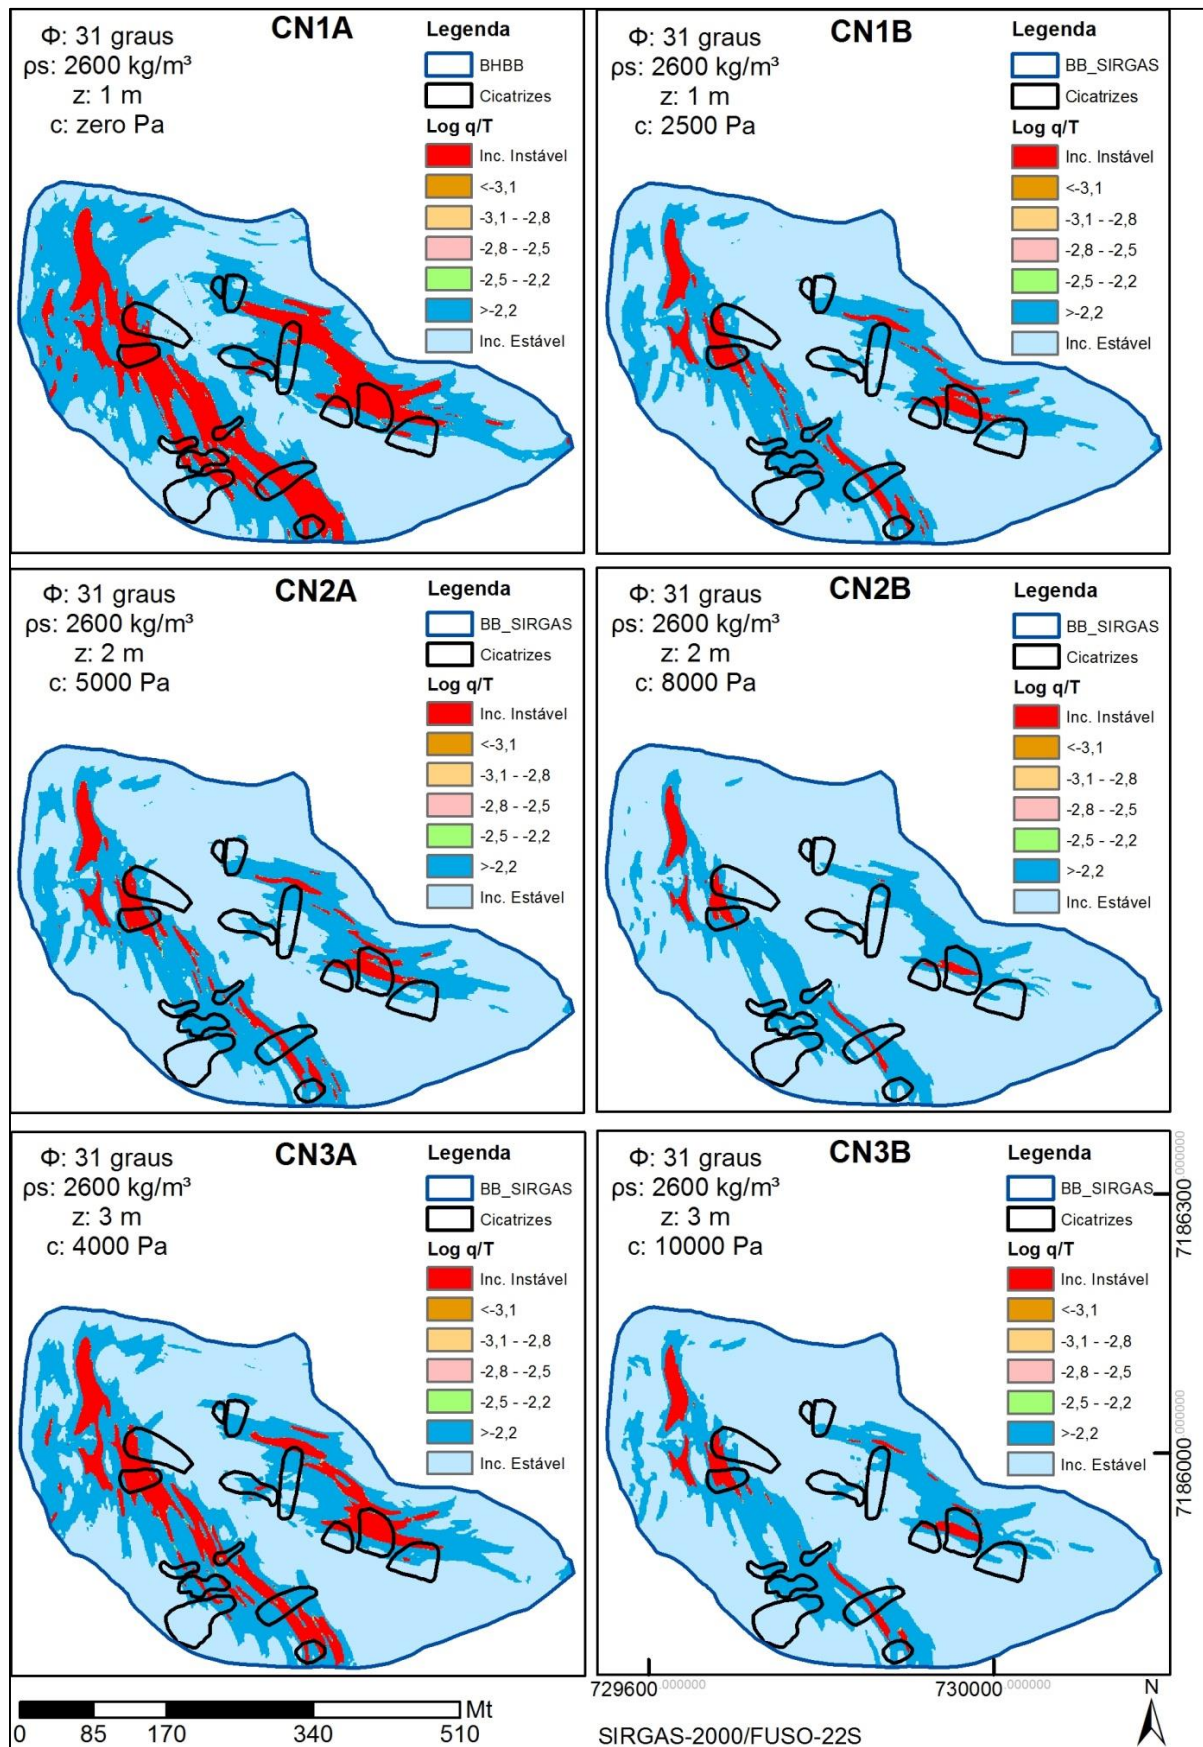 CN1A
Φ: 31 graus
ρs: 2600 kg/m³
z: 1 m
c: zero Pa
Legenda
BHBB
Cicatrizes
Log q/T
Inc. Instável
<-3,1
-3,1 - -2,8
-2,8 - -2,5
-2,5 - -2,2
>-2,2
Inc. Estável
CN1B
Φ: 31 graus
ρs: 2600 kg/m³
z: 1 m
c: 2500 Pa
Legenda
BB_SIRGAS
Cicatrizes
Log q/T
Inc. Instável
<-3,1
-3,1 - -2,8
-2,8 - -2,5
-2,5 - -2,2
>-2,2
Inc. Estável
CN2A
Φ: 31 graus
ρs: 2600 kg/m³
z: 2 m
c: 5000 Pa
Legenda
BB_SIRGAS
Cicatrizes
Log q/T
Inc. Instável
<-3,1
-3,1 - -2,8
-2,8 - -2,5
-2,5 - -2,2
>-2,2
Inc. Estável
CN2B
Φ: 31 graus
ρs: 2600 kg/m³
z: 2 m
c: 8000 Pa
Legenda
BB_SIRGAS
Cicatrizes
Log q/T
Inc. Instável
<-3,1
-3,1 - -2,8
-2,8 - -2,5
-2,5 - -2,2
>-2,2
Inc. Estável
CN3A
Φ: 31 graus
ρs: 2600 kg/m³
z: 3 m
c: 4000 Pa
Legenda
BB_SIRGAS
Cicatrizes
Log q/T
Inc. Instável
<-3,1
-3,1 - -2,8
-2,8 - -2,5
-2,5 - -2,2
>-2,2
Inc. Estável
CN3B
Φ: 31 graus
ρs: 2600 kg/m³
z: 3 m
c: 10000 Pa
Legenda
BB_SIRGAS
Cicatrizes
Log q/T
Inc. Instável
<-3,1
-3,1 - -2,8
-2,8 - -2,5
-2,5 - -2,2
>-2,2
Inc. Estável
7186300,000000
7186000,000000
729600,000000
730000,000000
Mt
0 85 170 340 510
SIRGAS-2000/FUSO-22S
N